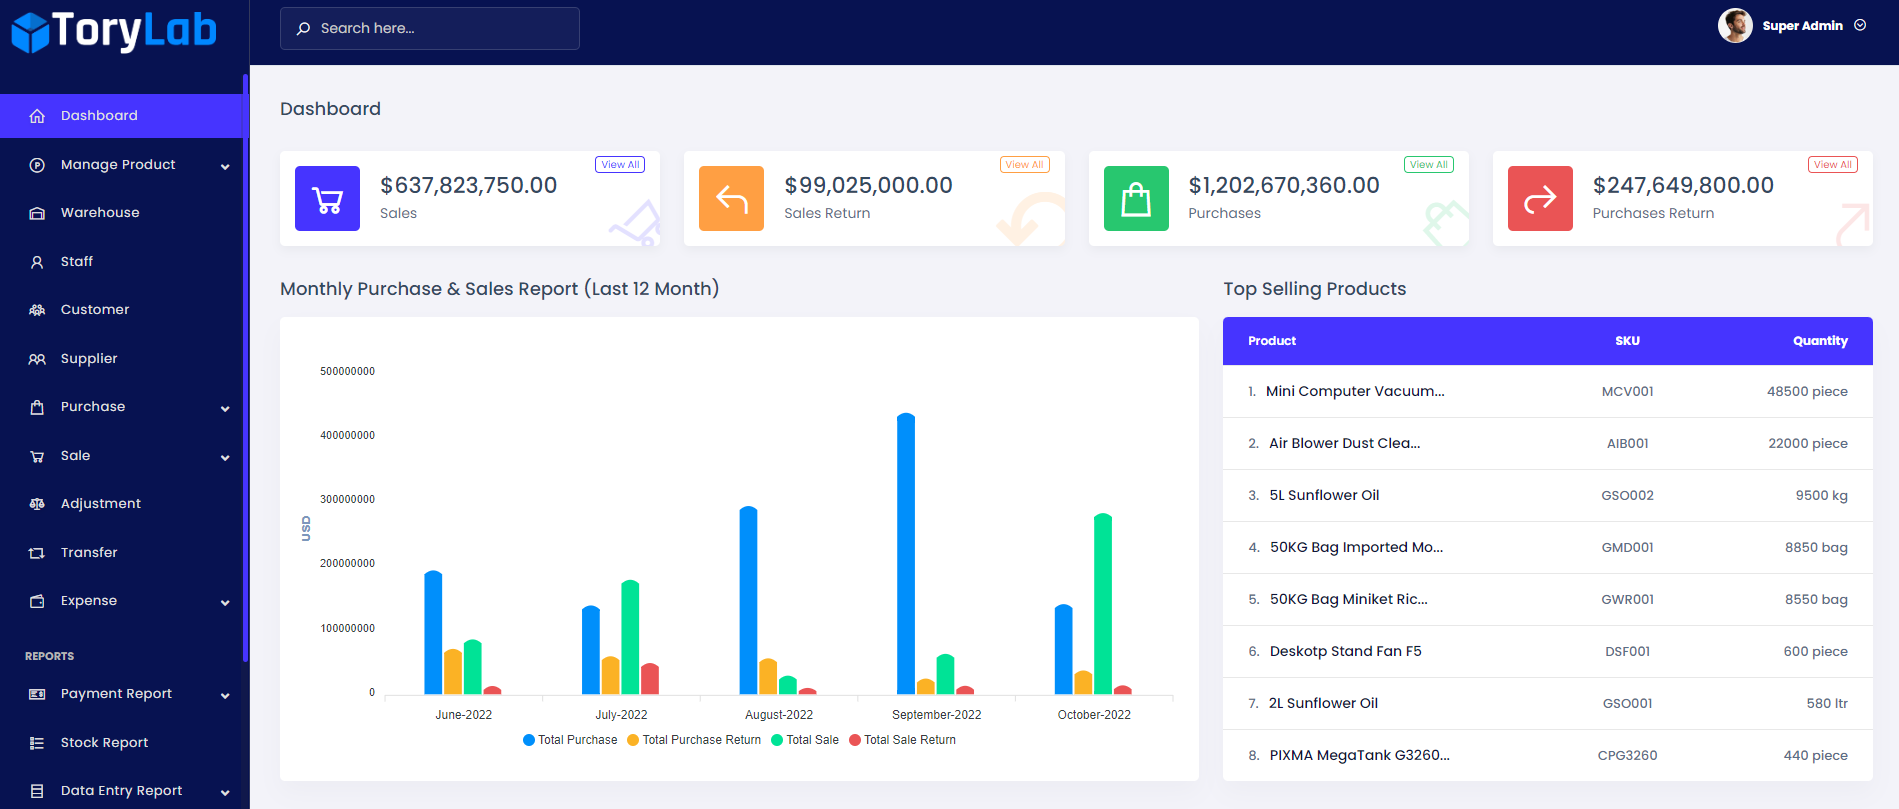 ToryLab
Search here...
Super Admin
Dashboard
Manage Product
Warehouse
Staff
Customer
Supplier
Purchase
Sale
Adjustment
Transfer
Expense
REPORTS
Payment Report
Stock Report
Data Entry Report
Dashboard
View All
$637,823,750.00
Sales
View All
$99,025,000.00
Sales Return
View All
$1,202,670,360.00
Purchases
View All
$247,649,800.00
Purchases Return
Monthly Purchase & Sales Report (Last 12 Month)
USD
500000000
400000000
300000000
200000000
100000000
0
June-2022 July-2022 August-2022 September-2022 October-2022
Total Purchase Total Purchase Return Total Sale Total Sale Return
Top Selling Products
Product SKU Quantity
1. Mini Computer Vacuum... MCV001 48500 piece
2. Air Blower Dust Clea... AIB001 22000 piece
3. 5L Sunflower Oil GSO002 9500 kg
4. 50KG Bag Imported Mo... GMD001 8850 bag
5. 50KG Bag Miniket Ric... GWR001 8550 bag
6. Deskotp Stand Fan F5 DSF001 600 piece
7. 2L Sunflower Oil GSO001 580 ltr
8. PIXMA MegaTank G3260... CPG3260 440 piece